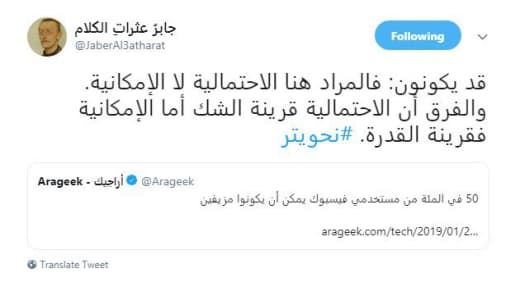 جابرُ عثَراتِ الكلام
@JaberAl3atharat
Following
قد يكونون: فالمراد هنا الاحتمالية لا الإمكانية.
والفرق أن الاحتمالية قرينة الشك أما الإمكانية
فقرينة القدرة. #نحويتر
Arageek - أراجيك @Arageek
50 في المئة من مستخدمي فيسبوك يمكن أن يكونوا مزيفين
arageek.com/tech/2019/01/2...
Translate Tweet